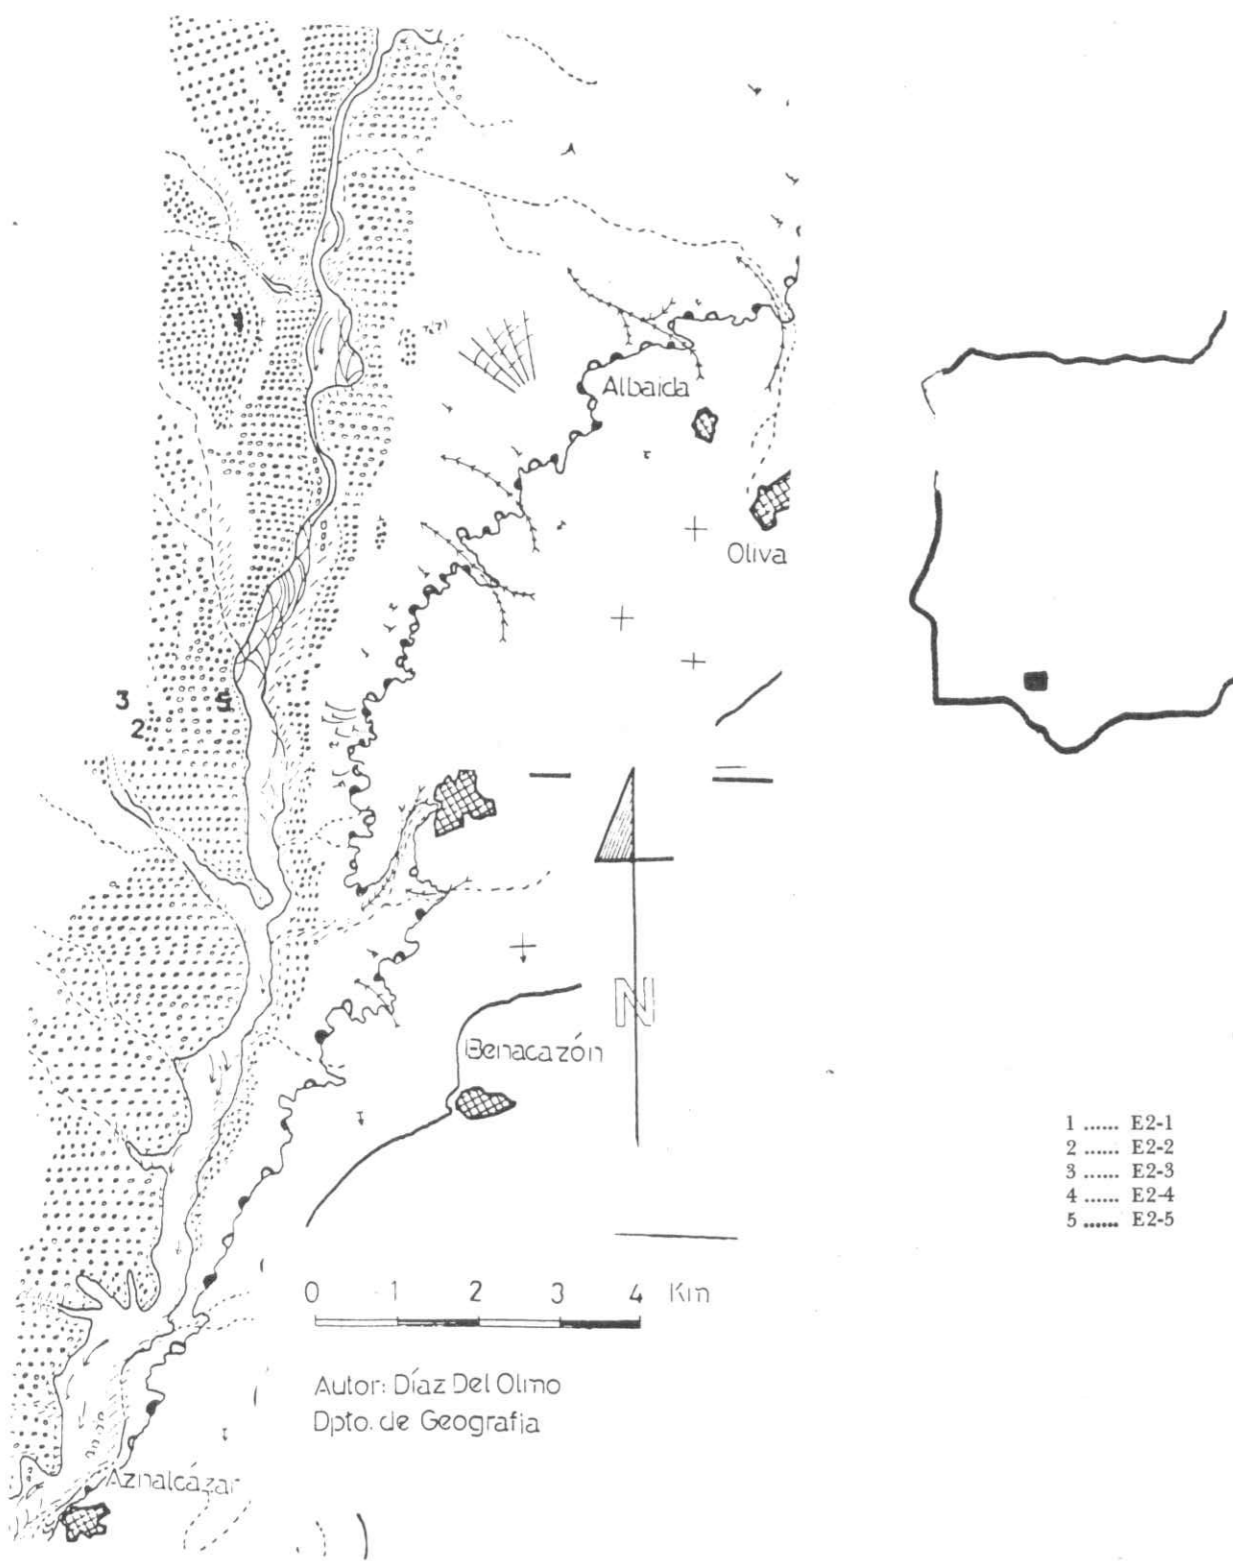 Albaida
Oliva
3
5
2
N
Benacazón
1 ...... E2-1
2 ...... E2-2
3 ...... E2-3
4 ...... E2-4
5 ...... E2-5
0 1 2 3 4 Km
Autor: Díaz Del Olmo
Dpto. de Geografia
Aznalcázar